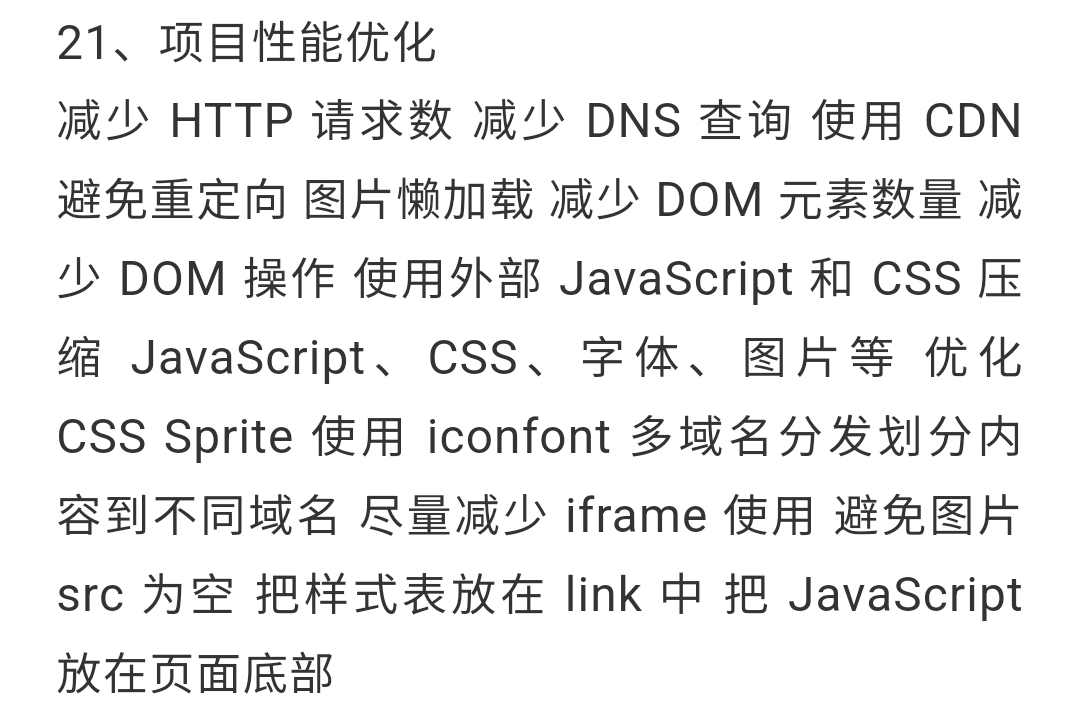 21、项目性能优化
减少 HTTP 请求数 减少 DNS 查询 使用 CDN
避免重定向 图片懒加载 减少 DOM 元素数量 减
少 DOM 操作 使用外部 JavaScript 和 CSS 压
缩 JavaScript、CSS、字体、图片等 优化
CSS Sprite 使用 iconfont 多域名分发划分内
容到不同域名 尽量减少 iframe 使用 避免图片
src 为空 把样式表放在 link 中 把 JavaScript
放在页面底部